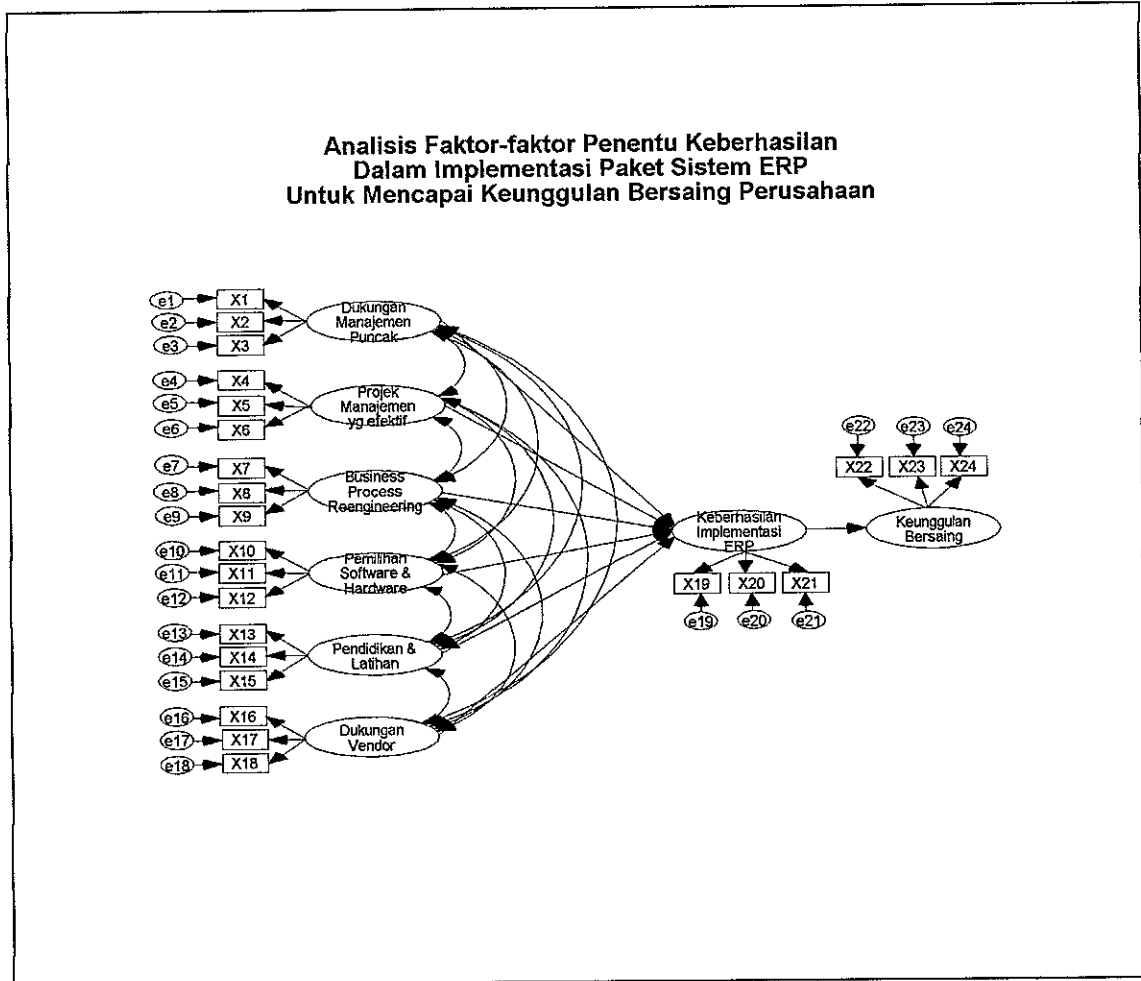 Analisis Faktor-faktor Penentu Keberhasilan
Dalam Implementasi Paket Sistem ERP
Untuk Mencapai Keunggulan Bersaing Perusahaan
e1 X1
e2 X2
e3 X3
Dukungan
Manajemen
Puncak
e4 X4
e5 X5
e6 X6
Projek
Manajemen
yg efektif
e7 X7
e8 X8
e9 X9
Business
Process
Reengineering
e10 X10
e11 X11
e12 X12
Pemilihan
Software &
Hardware
e13 X13
e14 X14
e15 X15
Pendidikan &
Latihan
e16 X16
e17 X17
e18 X18
Dukungan
Vendor
Keberhasilan
Implementasi
ERP
X19 X20 X21
e19 e20 e21
e22 e23 e24
X22 X23 X24
Keunggulan
Bersaing